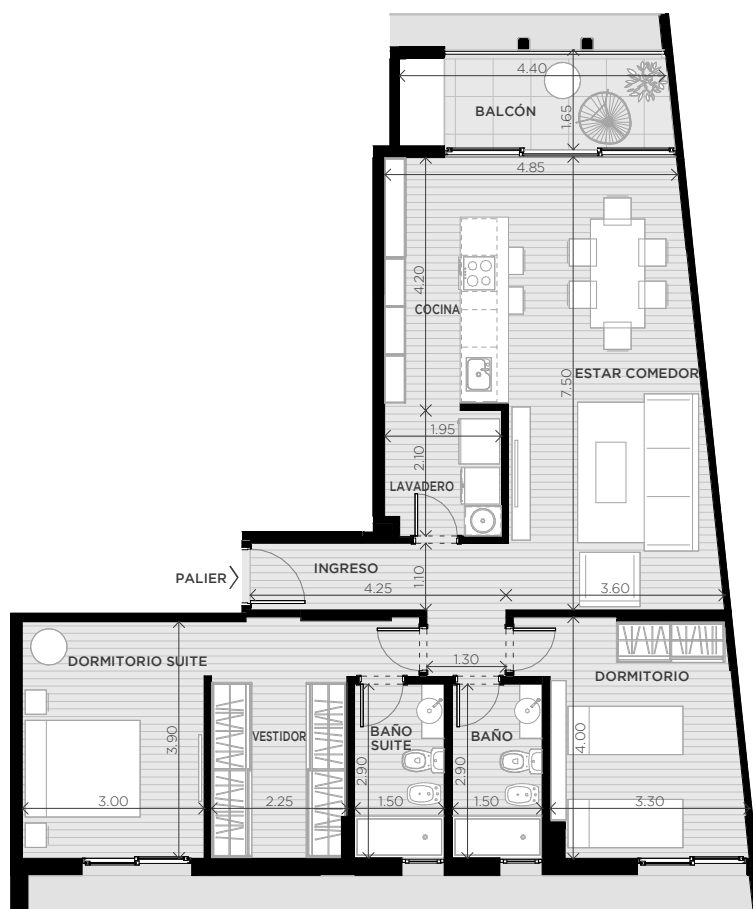 4.40
BALCÓN
1.65
4.85
4.20
COCINA
7.50
ESTAR COMEDOR
1.95
2.10
LAVADERO
PALIER
INGRESO
1.10
4.25
3.60
1.30
DORMITORIO SUITE
DORMITORIO
VESTIDOR
BAÑO
SUITE
BAÑO
3.90
4.00
2.90
2.90
3.00
2.25
1.50
1.50
3.30